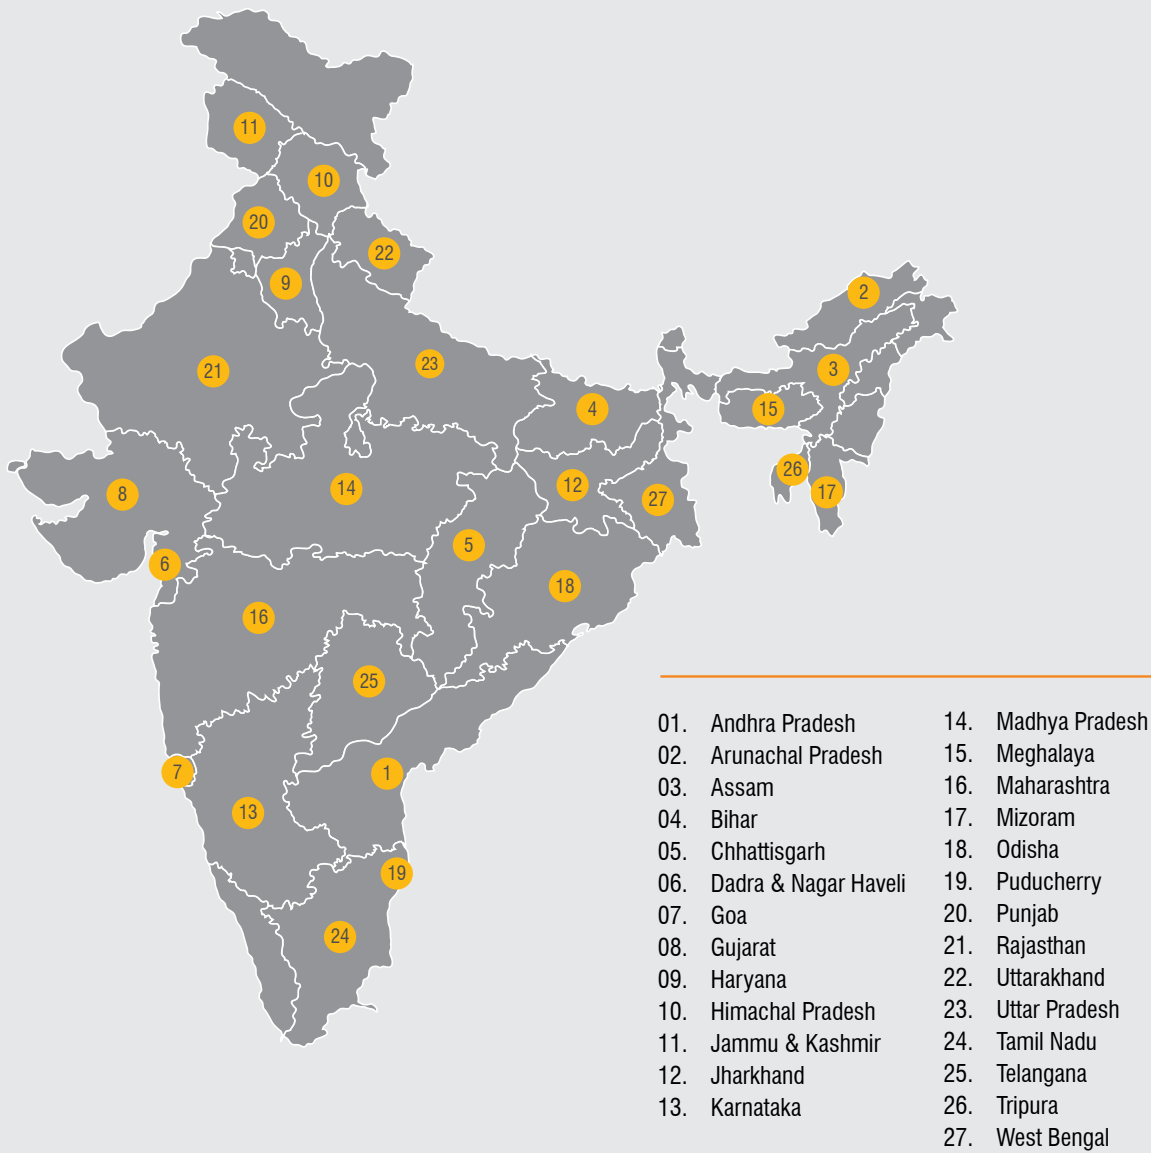 11
10
20
22
9
2
21
23
3
4
15
8
14
12
26
27
17
5
6
18
16
25
7
1
13
19
24
01. Andhra Pradesh
02. Arunachal Pradesh
03. Assam
04. Bihar
05. Chhattisgarh
06. Dadra & Nagar Haveli
07. Goa
08. Gujarat
09. Haryana
10. Himachal Pradesh
11. Jammu & Kashmir
12. Jharkhand
13. Karnataka
14. Madhya Pradesh
15. Meghalaya
16. Maharashtra
17. Mizoram
18. Odisha
19. Puducherry
20. Punjab
21. Rajasthan
22. Uttarakhand
23. Uttar Pradesh
24. Tamil Nadu
25. Telangana
26. Tripura
27. West Bengal